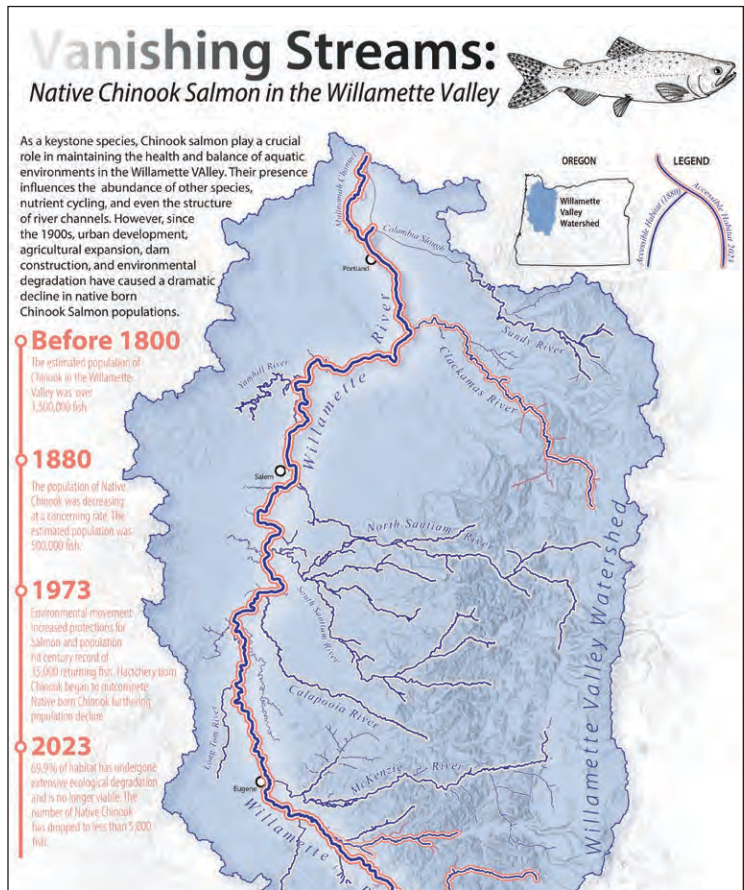 Vanishing Streams:
Native Chinook Salmon in the Willamette Valley
As a keystone species, Chinook salmon play a crucial
role in maintaining the health and balance of aquatic
environments in the Willamette VAlley. Their presence
influences the abundance of other species,
nutrient cycling, and even the structure
of river channels. However, since
the 1900s, urban development,
agricultural expansion, dam
construction, and environmental
degradation have caused a dramatic
decline in native born
Chinook Salmon populations.
OREGON
Willamette
Valley
Watershed
LEGEND
Accessible Habitat (1880)
Accessible Habitat 2024
Before 1800
The estimated population of
Chinook in the Willamette
Valley was over
1,500,000 fish
1880
The population of Native
Chinook was decreasing
at a concerning rate. The
estimated population was
500,000 fish.
1973
Environmental movement
increased protections for
Salmon and population
hit century record of
35,000 returning fish. Hactchery born
Chinook began to outcompete
Native born Chinook furthering
population decline
2023
69.9% of habitat has undergone
extensive ecological degradation
and is no longer viable. The
number of Native Chinook
has dropped to less than 5,000
fish.
Multnomah Channel
Columbia Slough
Portland
Sandy River
Willamette River
Clackamas River
Yamhill River
Salem
North Santiam River
South Santiam River
Calapooia River
Long Tom River
McKenzie River
Eugene
Willamette
Willamette Valley Watershed